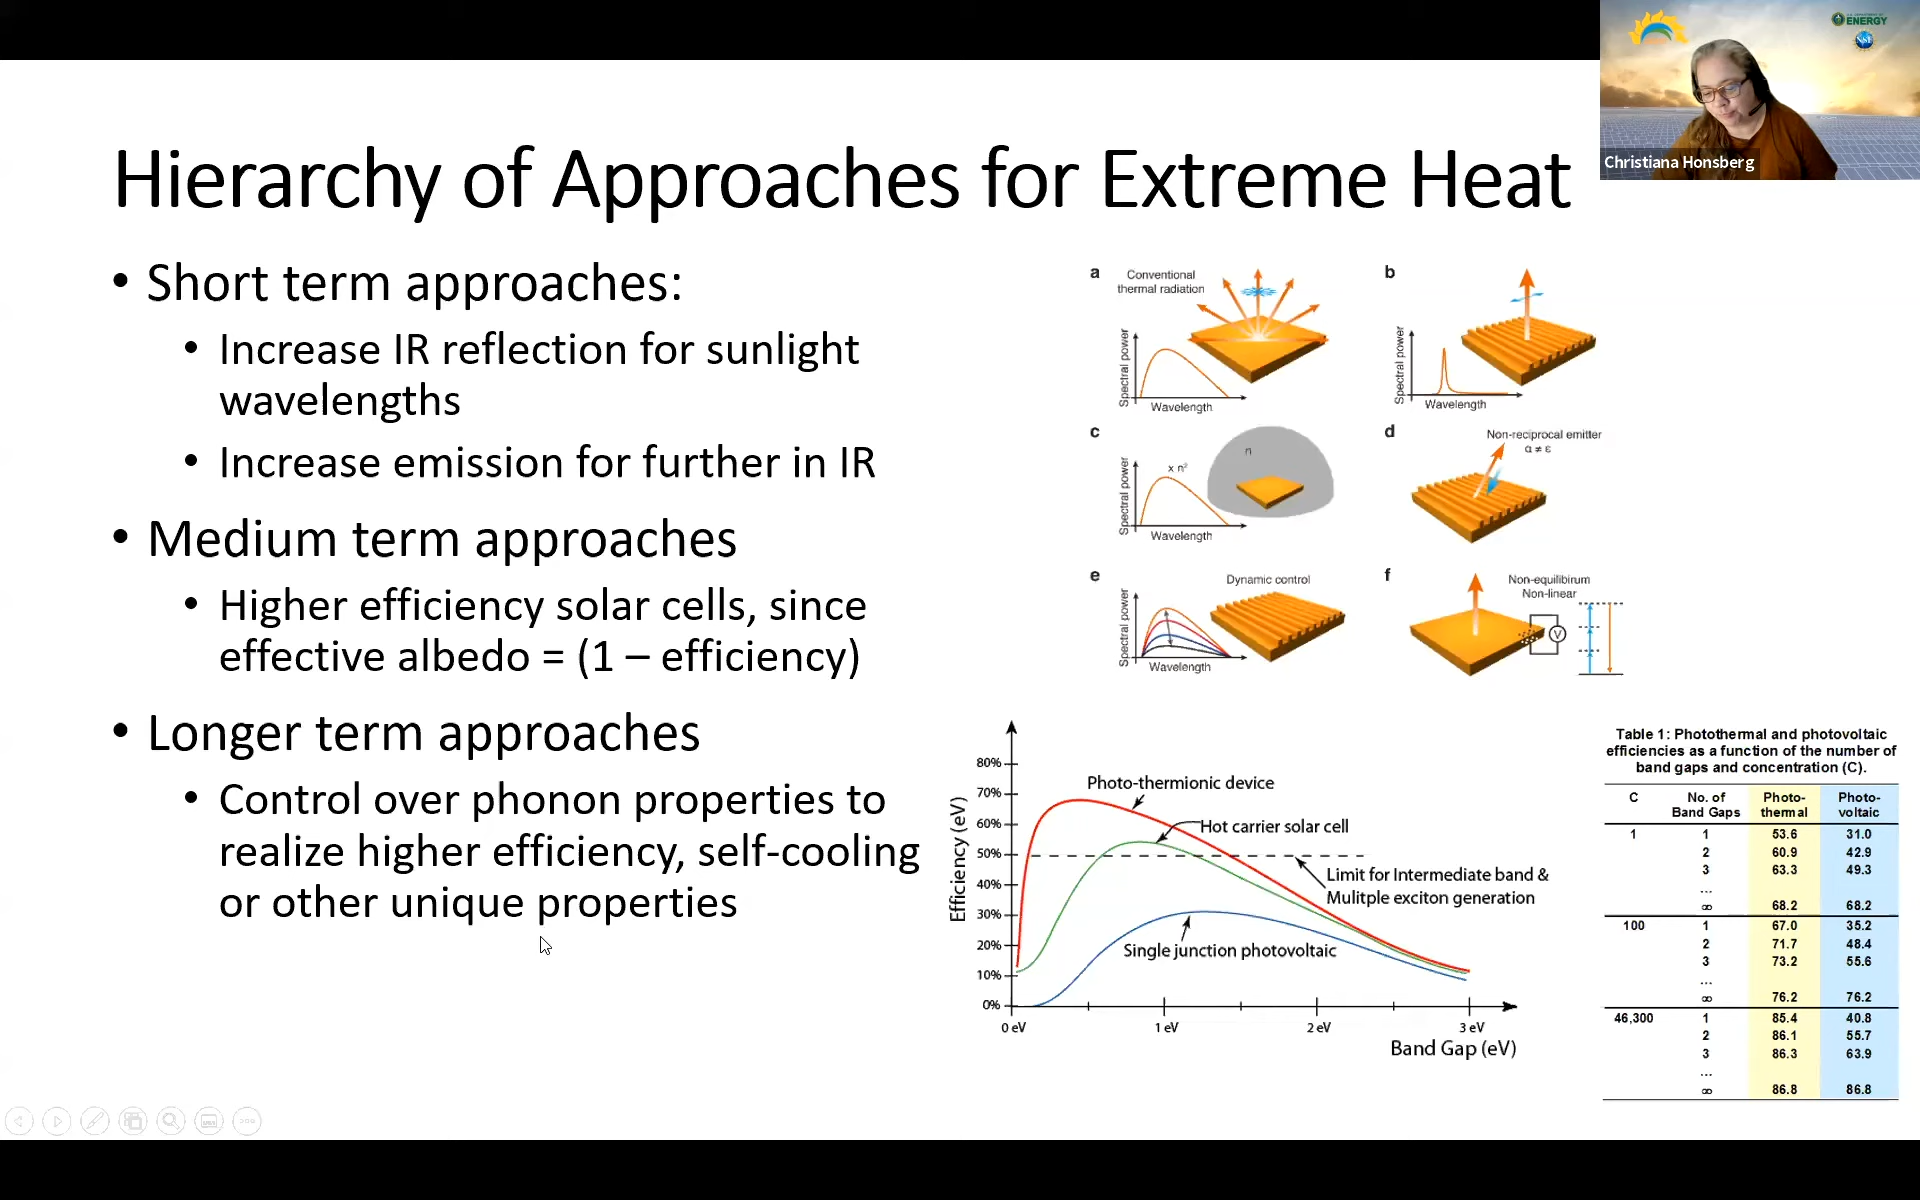 ENERGY
NSF
Christiana Honsberg
Hierarchy of Approaches for Extreme Heat
• Short term approaches:
• Increase IR reflection for sunlight
wavelengths
• Increase emission for further in IR
• Medium term approaches
• Higher efficiency solar cells, since
effective albedo = (1 – efficiency)
• Longer term approaches
• Control over phonon properties to
realize higher efficiency, self-cooling
or other unique properties
a
Conventional
thermal radiation
Spectral power
Wavelength
b
Spectral power
Wavelength
c
x n²
n
Spectral power
Wavelength
d
Non-reciprocal emitter
α ≠ ε
e
Dynamic control
Spectral power
Wavelength
f
Non-equilibirum
Non-linear
V
Efficiency (eV)
80%
70%
60%
50%
40%
30%
20%
10%
0%
Photo-thermionic device
Hot carrier solar cell
Limit for Intermediate band &
Mulitple exciton generation
Single junction photovoltaic
0 eV 1 eV 2 eV 3 eV
Band Gap (eV)
Table 1: Photothermal and photovoltaic
efficiencies as a function of the number of
band gaps and concentration (C).
C No. of Band Gaps Photo-thermal Photo-voltaic
1 1 53.6 31.0
2 60.9 42.9
3 63.3 49.3
...
∞ 68.2 68.2
100 1 67.0 35.2
2 71.7 48.4
3 73.2 55.6
...
∞ 76.2 76.2
46,300 1 85.4 40.8
2 86.1 55.7
3 86.3 63.9
...
∞ 86.8 86.8